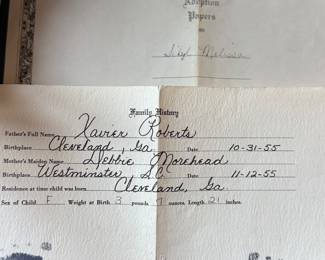 Adoption
Papers
Sibyl Melissa
Family History
Father's Full Name Xavier Roberts
Birthplace Cleveland, Ga. Date: 10-31-55
Mother's Maiden Name Debbie Morehead
Birthplace Westminster, S.C. Date: 11-12-55
Residence at time child was born Cleveland, Ga.
Sex of Child F Weight at Birth 3 pounds 7 ounces. Length 21 inches.